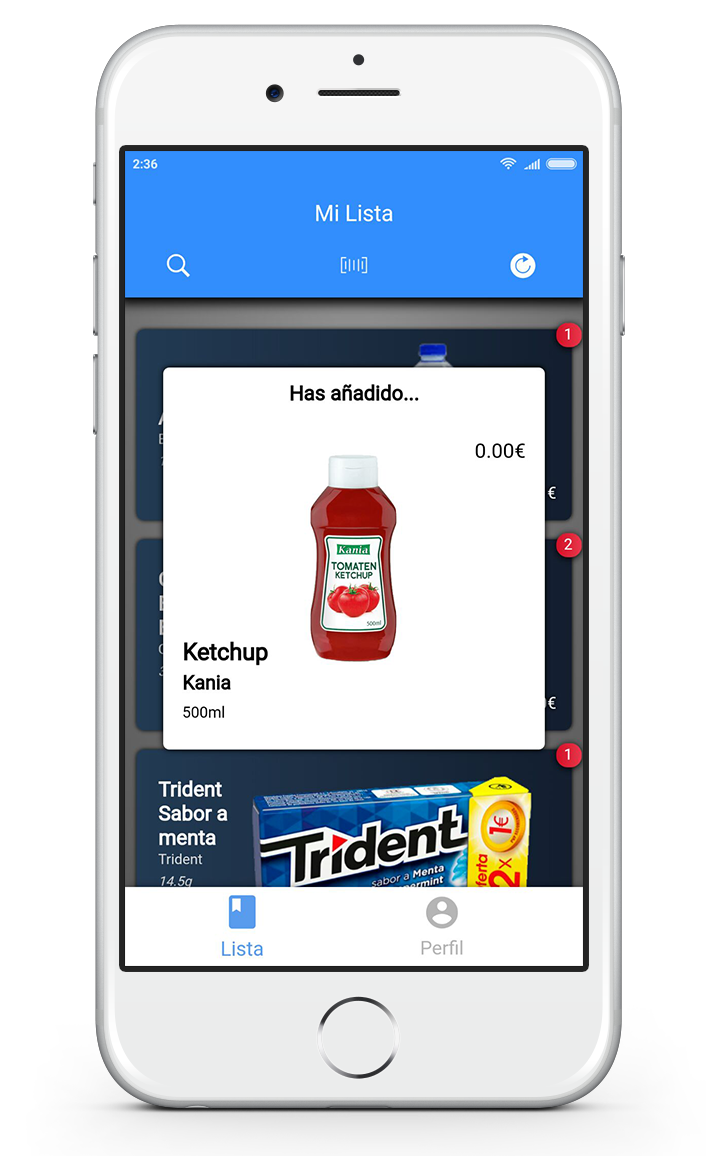 2:36
Mi Lista
1
Has añadido...
0.00€
€
Kania
TOMATEN
KETCHUP
500ml
2
Ketchup
Kania
500ml
€
1
Trident
Sabor a
menta
Trident
14.5g
Trident
sabor a Menta
1€
2x
Lista
Perfil